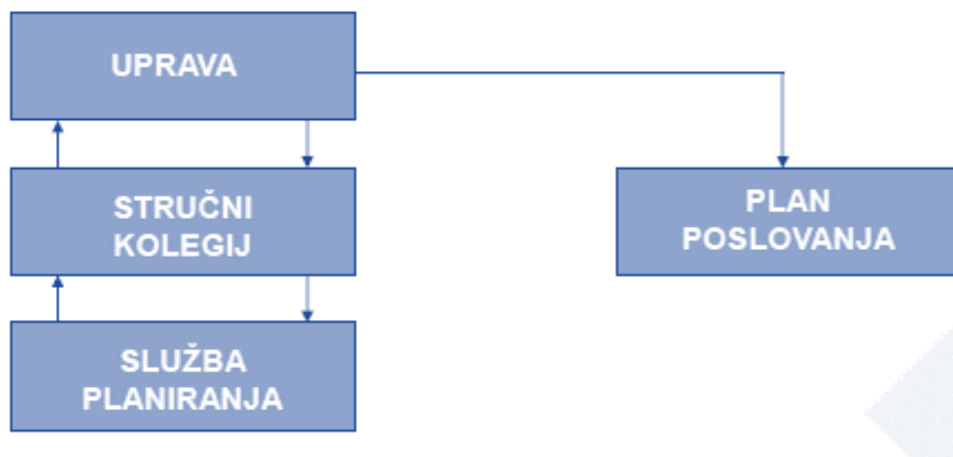 UPRAVA
STRUČNI
KOLEGIJ
PLAN
POSLOVANJA
SLUŽBA
PLANIRANJA